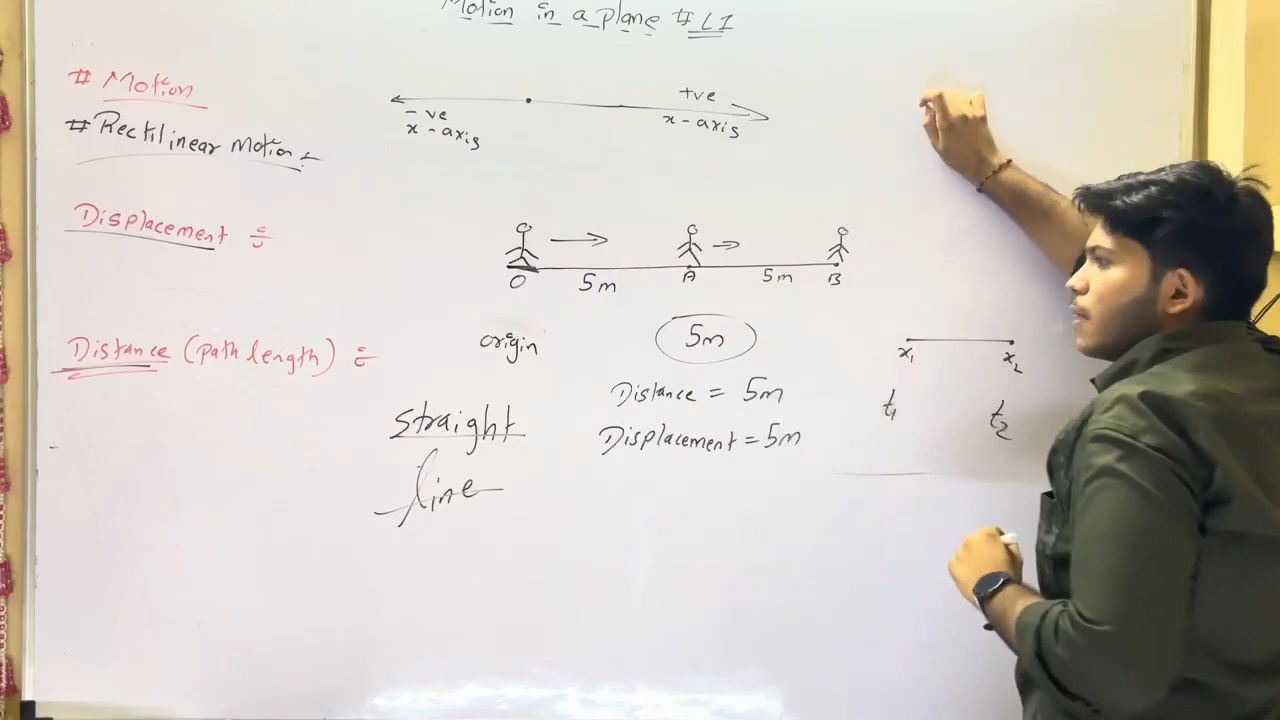 Motion in a plane # L1
# Motion
# Rectilinear Motion :-
- ve
x - axis
+ve
x - axis
Displacement ÷
O
5m
A
5m
B
Distance (path length) ÷
origin
5m
x₁
x₂
Distance = 5m
t₁
t₂
straight
line
Displacement = 5m